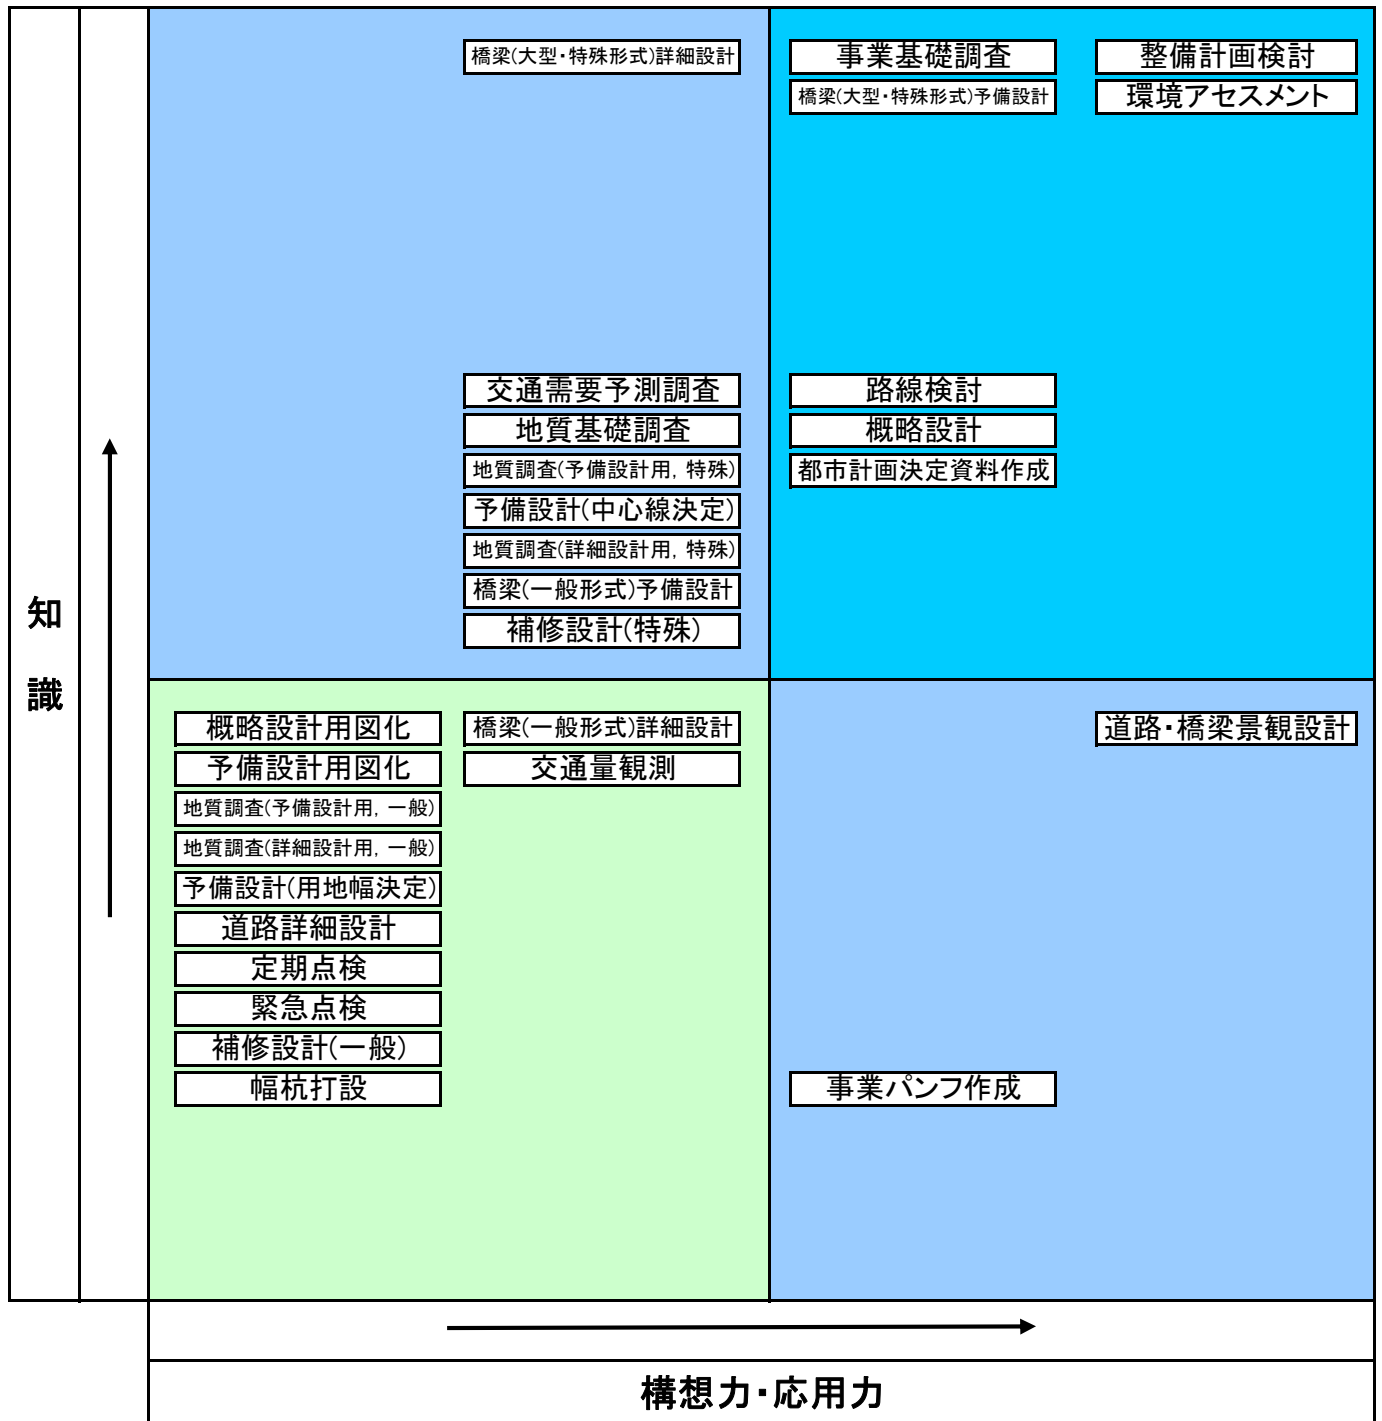 橋梁(大型・特殊形式)詳細設計
事業基礎調査
整備計画検討
橋梁(大型・特殊形式)予備設計
環境アセスメント
交通需要予測調査
地質基礎調査
地質調査(予備設計用, 特殊)
予備設計(中心線決定)
地質調査(詳細設計用, 特殊)
橋梁(一般形式)予備設計
補修設計(特殊)
路線検討
概略設計
都市計画決定資料作成
知
識
概略設計用図化
予備設計用図化
地質調査(予備設計用, 一般)
地質調査(詳細設計用, 一般)
予備設計(用地幅決定)
道路詳細設計
定期点検
緊急点検
補修設計(一般)
幅杭打設
橋梁(一般形式)詳細設計
交通量観測
道路・橋梁景観設計
事業パンフ作成
構想力・応用力